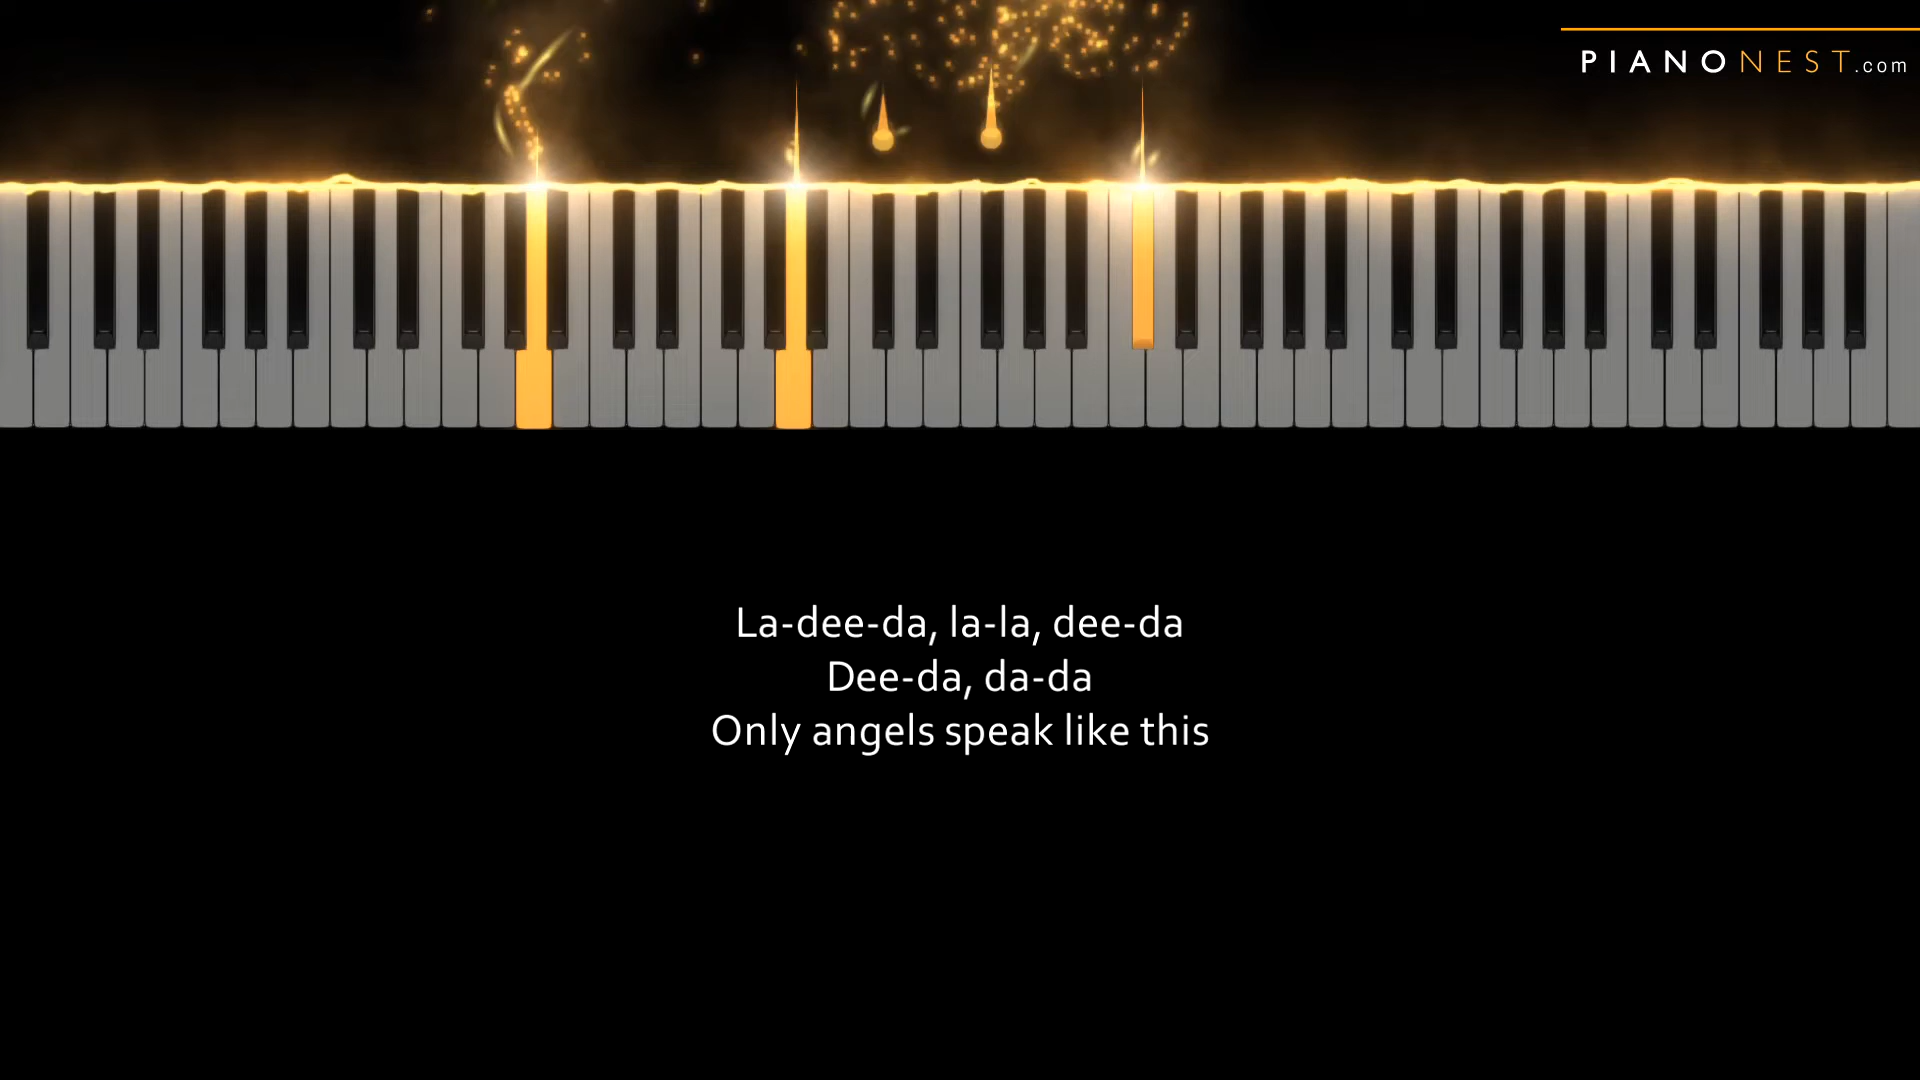 PIANONEST.com
La-dee-da, la-la, dee-da
Dee-da, da-da
Only angels speak like this